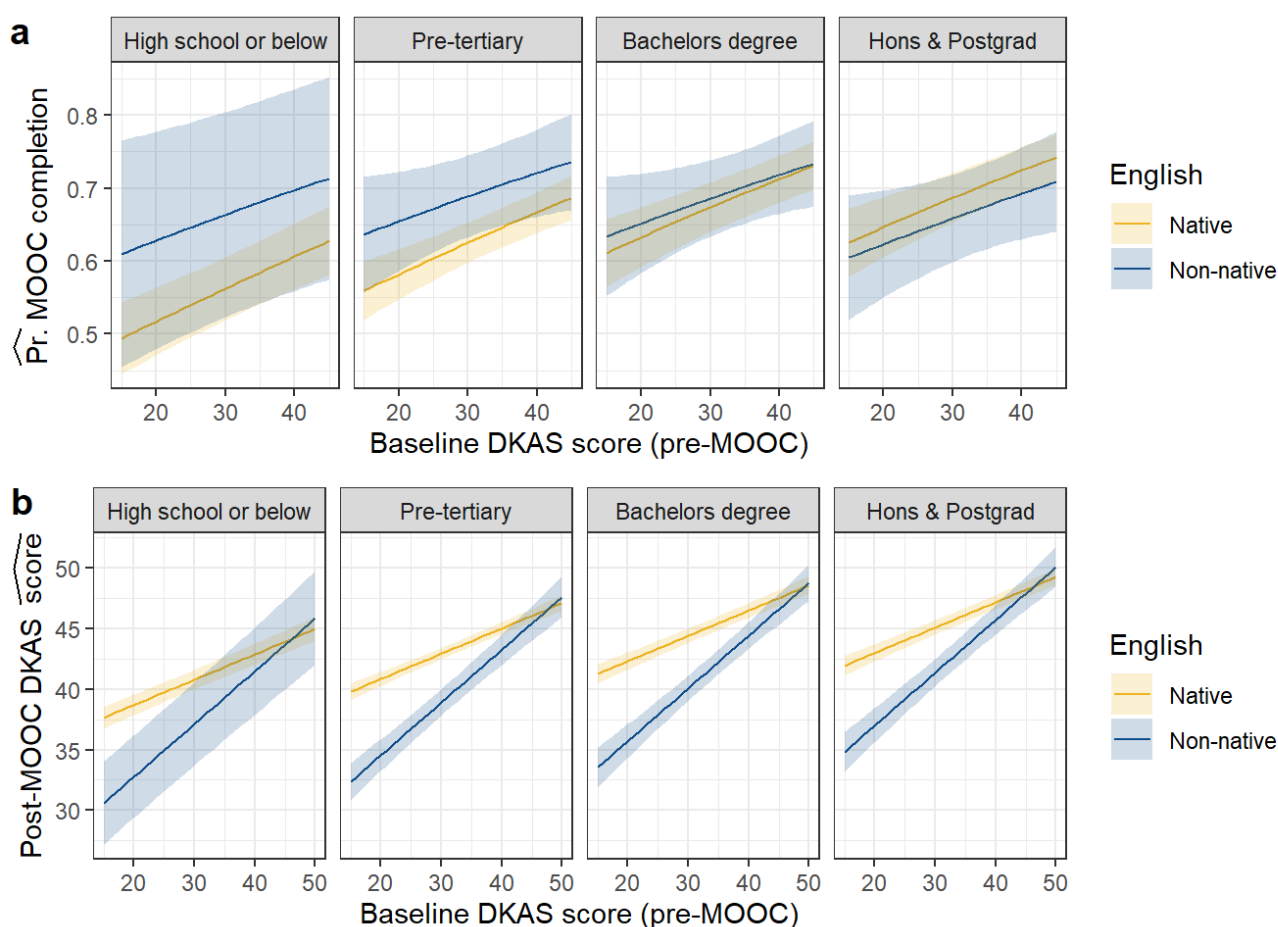 a
High school or below
Pre-tertiary
Bachelors degree
Hons & Postgrad
0.8
0.7
0.6
0.5
Pr. MOOC completion
20 30 40
20 30 40
20 30 40
20 30 40
Baseline DKAS score (pre-MOOC)
English
Native
Non-native
b
High school or below
Pre-tertiary
Bachelors degree
Hons & Postgrad
50
45
40
35
30
Post-MOOC DKAS score
20 30 40 50
20 30 40 50
20 30 40 50
20 30 40 50
Baseline DKAS score (pre-MOOC)
English
Native
Non-native